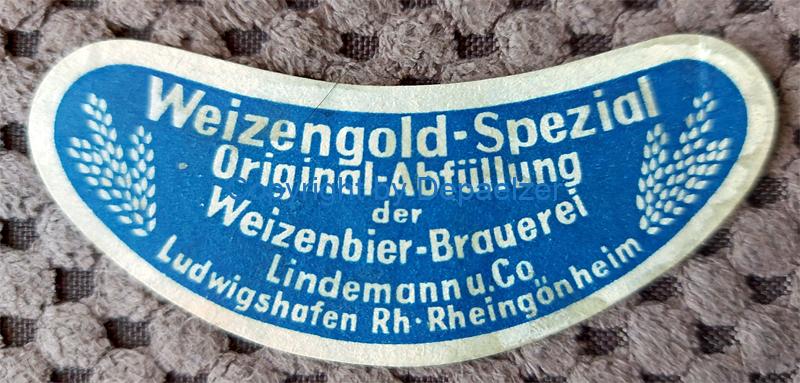 Weizengold-Spezial
Original-Abfüllung
Copyright by Depaelzer
der
Weizenbier-Brauerei
Lindemann u. Co
Ludwigshafen Rh·Rheingönheim